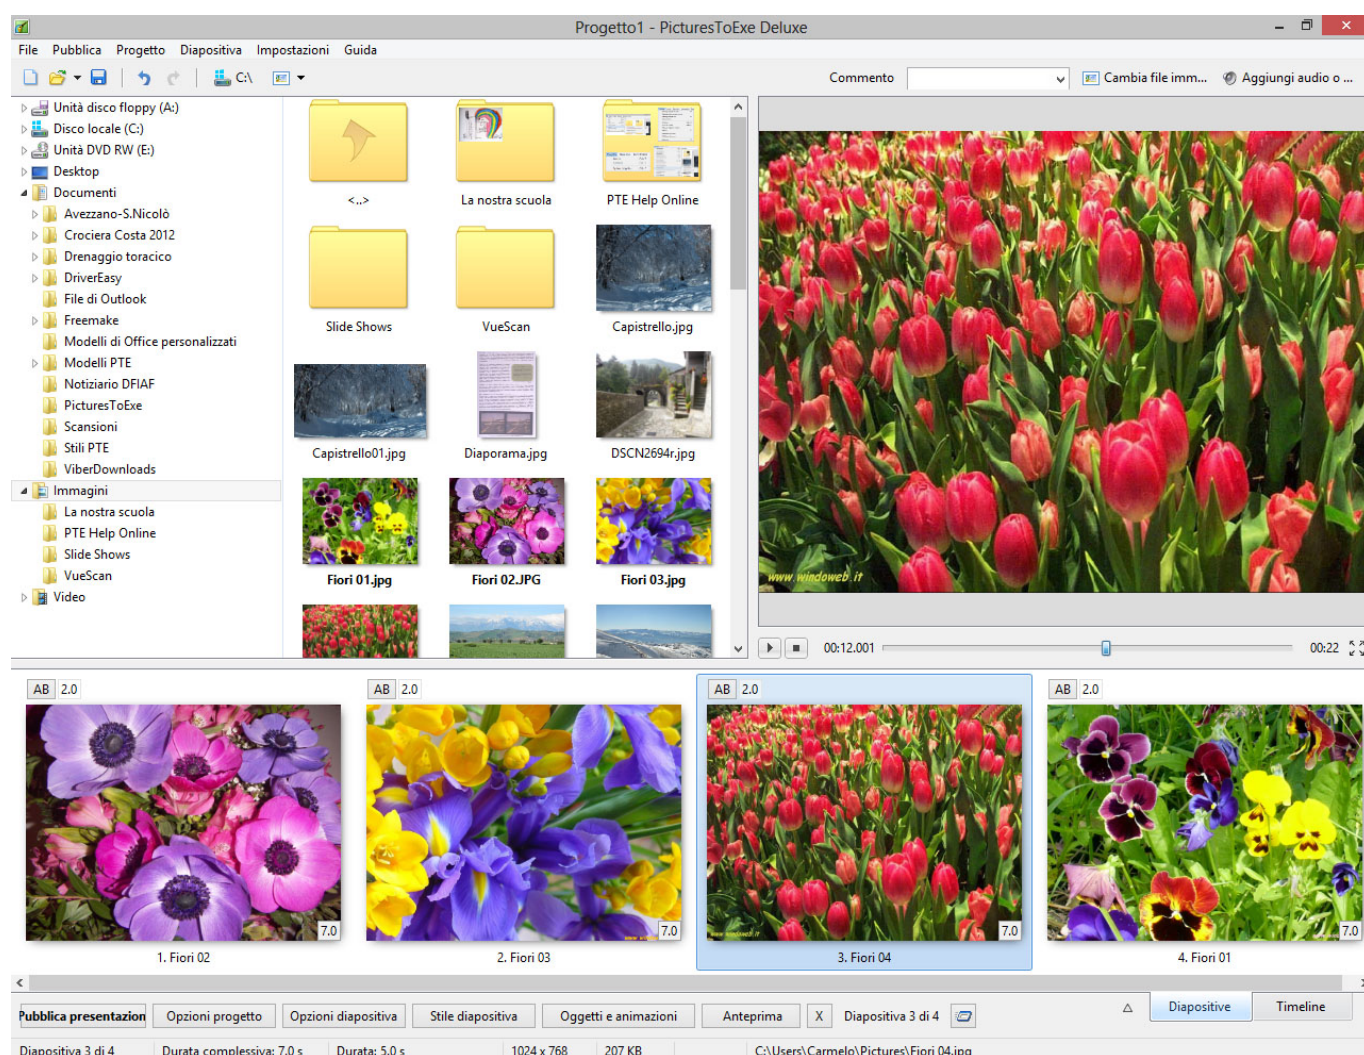 Progetto1 - PicturesToExe Deluxe
File Pubblica Progetto Diapositiva Impostazioni Guida
C:\ Commento Cambia file imm... Aggiungi audio o ...
Unità disco floppy (A:)
Disco locale (C:)
Unità DVD RW (E:)
Desktop
Documenti
Avezzano-S.Nicolò
Crociera Costa 2012
Drenaggio toracico
DriverEasy
File di Outlook
Freemake
Modelli di Office personalizzati
Modelli PTE
Notiziario DFIAF
PicturesToExe
Scansioni
Stili PTE
ViberDownloads
Immagini
La nostra scuola
PTE Help Online
Slide Shows
VueScan
Video
<..> La nostra scuola PTE Help Online
Slide Shows VueScan Capistrello.jpg
Capistrello01.jpg Diaporama.jpg DSCN2694r.jpg
Fiori 01.jpg Fiori 02.JPG Fiori 03.jpg
www.windoweb.it
00:12.001 00:22
AB 2.0 AB 2.0 AB 2.0 AB 2.0
7.0 7.0 7.0 7.0
1. Fiori 02 2. Fiori 03 3. Fiori 04 4. Fiori 01
Pubblica presentazion Opzioni progetto Opzioni diapositiva Stile diapositiva Oggetti e animazioni Anteprima X Diapositiva 3 di 4 Diapositive Timeline
Diapositiva 3 di 4 Durata complessiva: 7.0 s Durata: 5.0 s 1024 x 768 207 KB C:\Users\Carmelo\Pictures\Fiori 04.jpg